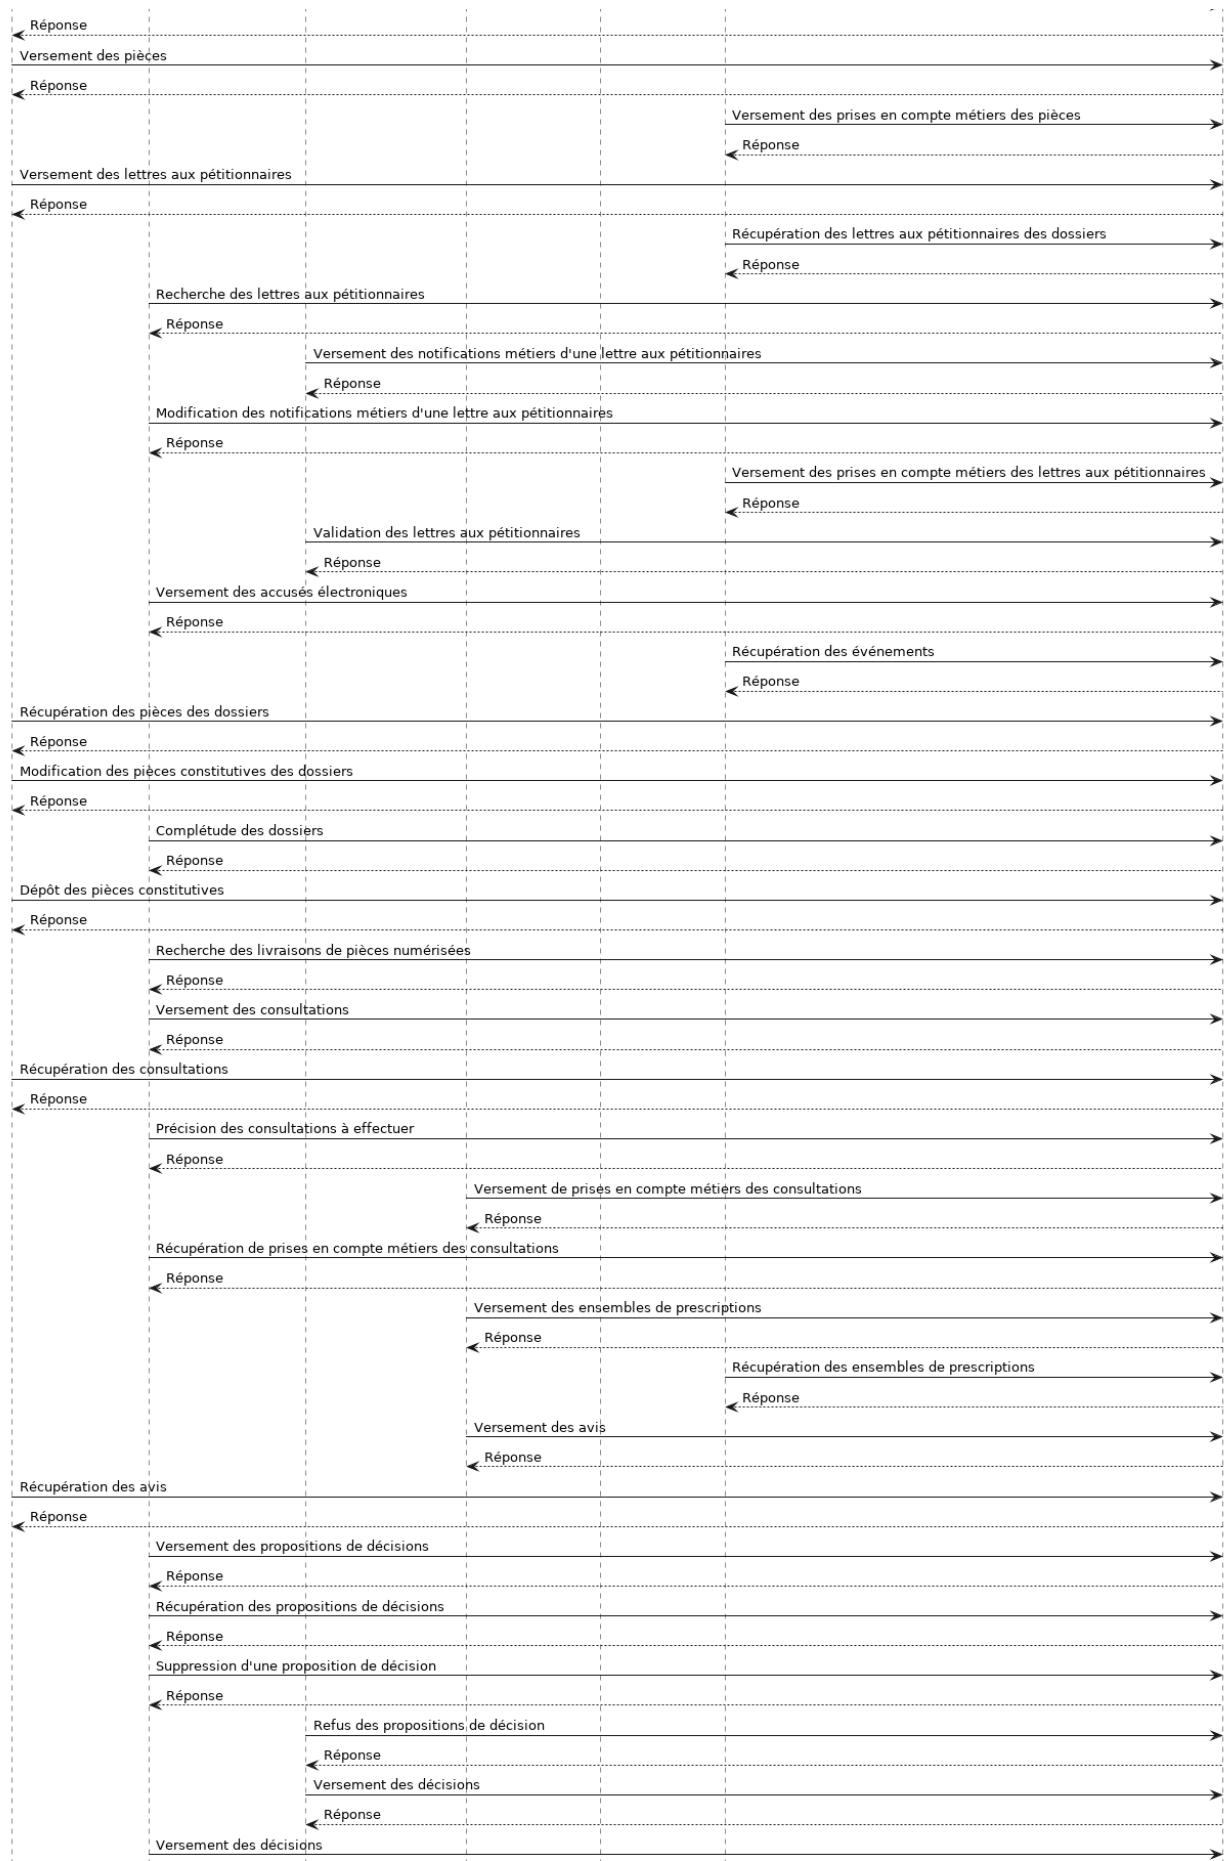 Réponse
Versement des pièces
Réponse
Versement des prises en compte métiers des pièces
Réponse
Versement des lettres aux pétitionnaires
Réponse
Récupération des lettres aux pétitionnaires des dossiers
Réponse
Recherche des lettres aux pétitionnaires
Réponse
Versement des notifications métiers d'une lettre aux pétitionnaires
Réponse
Modification des notifications métiers d'une lettre aux pétitionnaires
Réponse
Versement des prises en compte métiers des lettres aux pétitionnaires
Réponse
Validation des lettres aux pétitionnaires
Réponse
Versement des accusés électroniques
Réponse
Récupération des événements
Réponse
Récupération des pièces des dossiers
Réponse
Modification des pièces constitutives des dossiers
Réponse
Complétude des dossiers
Réponse
Dépôt des pièces constitutives
Réponse
Recherche des livraisons de pièces numérisées
Réponse
Versement des consultations
Réponse
Récupération des consultations
Réponse
Précision des consultations à effectuer
Réponse
Versement de prises en compte métiers des consultations
Réponse
Récupération de prises en compte métiers des consultations
Réponse
Versement des ensembles de prescriptions
Réponse
Récupération des ensembles de prescriptions
Réponse
Versement des avis
Réponse
Récupération des avis
Réponse
Versement des propositions de décisions
Réponse
Récupération des propositions de décisions
Réponse
Suppression d'une proposition de décision
Réponse
Refus des propositions de décision
Réponse
Versement des décisions
Réponse
Versement des décisions